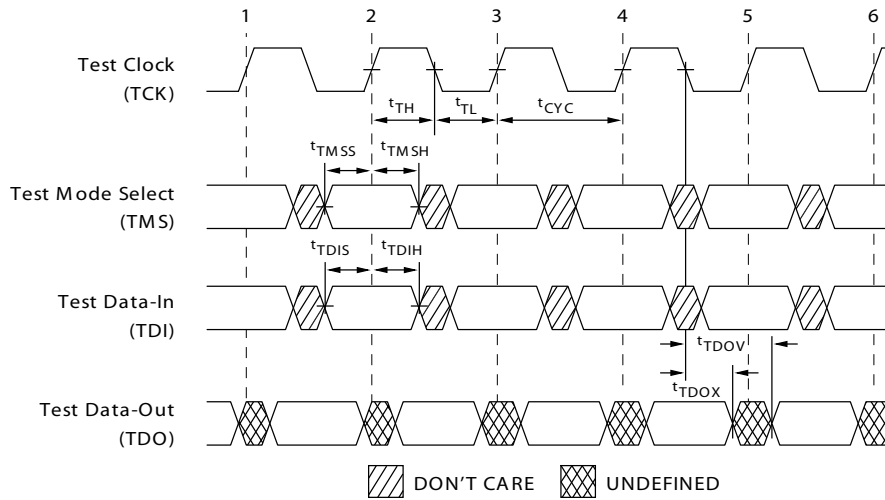 1 2 3 4 5 6
Test Clock
(TCK)
tTH tTL tCYC
tTMSS tTMSH
Test Mode Select
(TMS)
tTDIS tTDIH
Test Data-In
(TDI)
tTDOV
tTDOX
Test Data-Out
(TDO)
DON'T CARE UNDEFINED